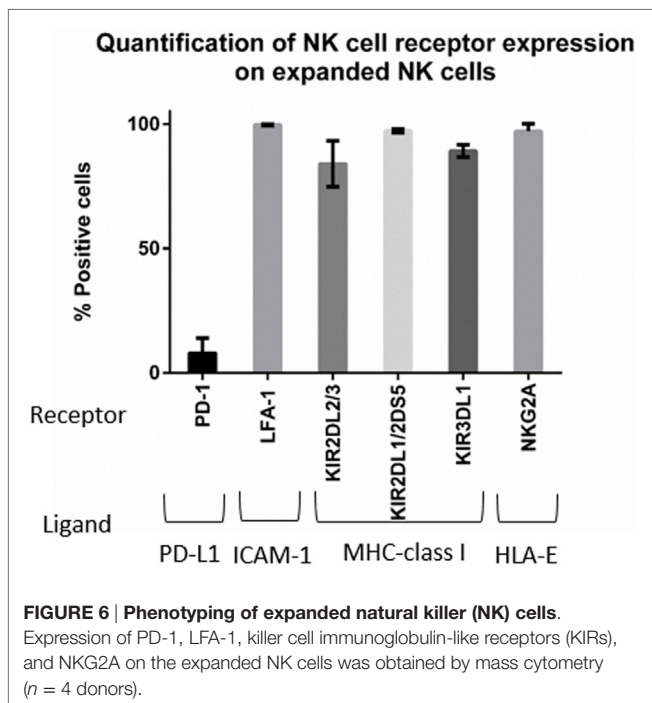 Quantification of NK cell receptor expression
on expanded NK cells
% Positive cells
100
50
0
Receptor
PD-1
LFA-1
KIR2DL2/3
KIR2DL1/2DS5
KIR3DL1
NKG2A
Ligand
PD-L1 ICAM-1 MHC-class I HLA-E
FIGURE 6 | Phenotyping of expanded natural killer (NK) cells.
Expression of PD-1, LFA-1, killer cell immunoglobulin-like receptors (KIRs),
and NKG2A on the expanded NK cells was obtained by mass cytometry
(n = 4 donors).